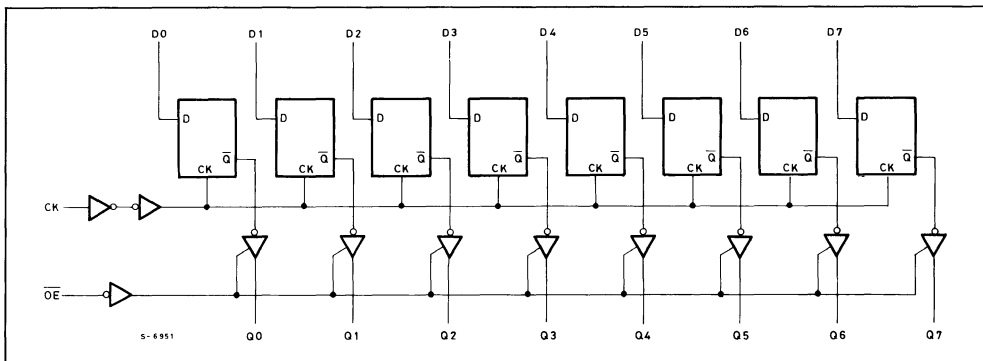 D0 D1 D2 D3 D4 D5 D6 D7
D D D D D D D D
Q̅ Q̅ Q̅ Q̅ Q̅ Q̅ Q̅ Q̅
CK CK CK CK CK CK CK CK
CK
O̅E̅
S-6951
Q0 Q1 Q2 Q3 Q4 Q5 Q6 Q7